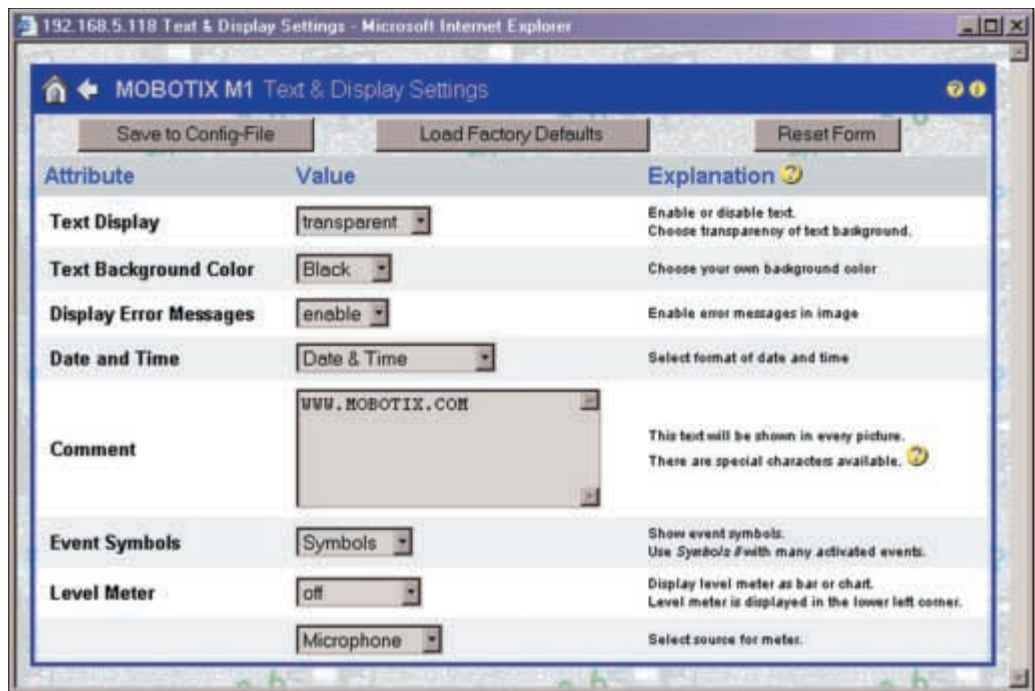 192.168.5.118 Text & Display Settings - Microsoft Internet Explorer
MOBOTIX M1 Text & Display Settings
Save to Config-File
Load Factory Defaults
Reset Form
Attribute
Value
Explanation
Text Display
transparent
Enable or disable text.
Choose transparency of text background.
Text Background Color
Black
Choose your own background color
Display Error Messages
enable
Enable error messages in image
Date and Time
Date & Time
Select format of date and time
Comment
WWW.MOBOTIX.COM
This text will be shown in every picture.
There are special characters available.
Event Symbols
Symbols
Show event symbols.
Use Symbols # with many activated events.
Level Meter
off
Display level meter as bar or chart.
Level meter is displayed in the lower left corner.
Microphone
Select source for meter.